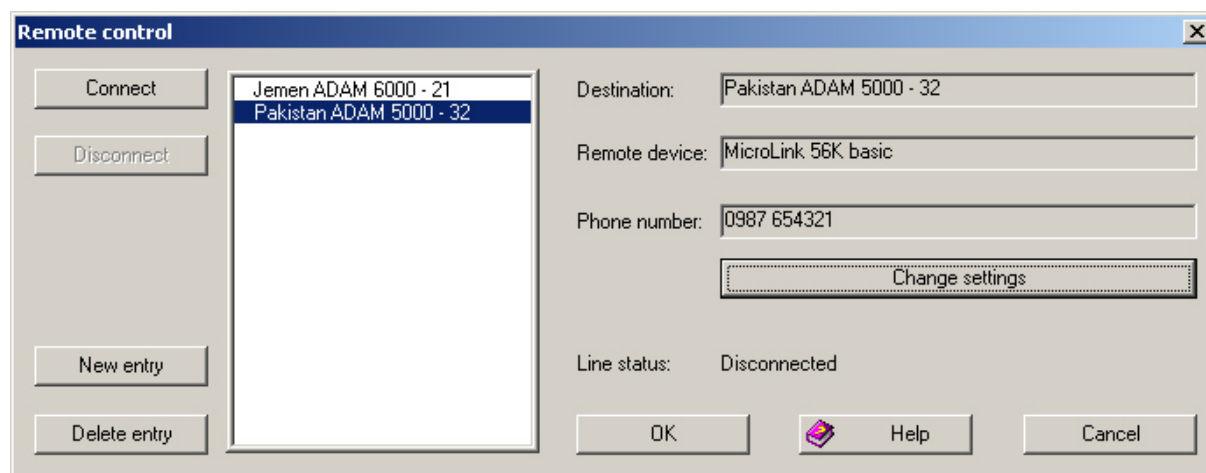 Remote control
Connect
Disconnect
New entry
Delete entry
Jemen ADAM 6000 - 21
Pakistan ADAM 5000 - 32
Destination: Pakistan ADAM 5000 - 32
Remote device: MicroLink 56K basic
Phone number: 0987 654321
Change settings
Line status: Disconnected
OK
Help
Cancel